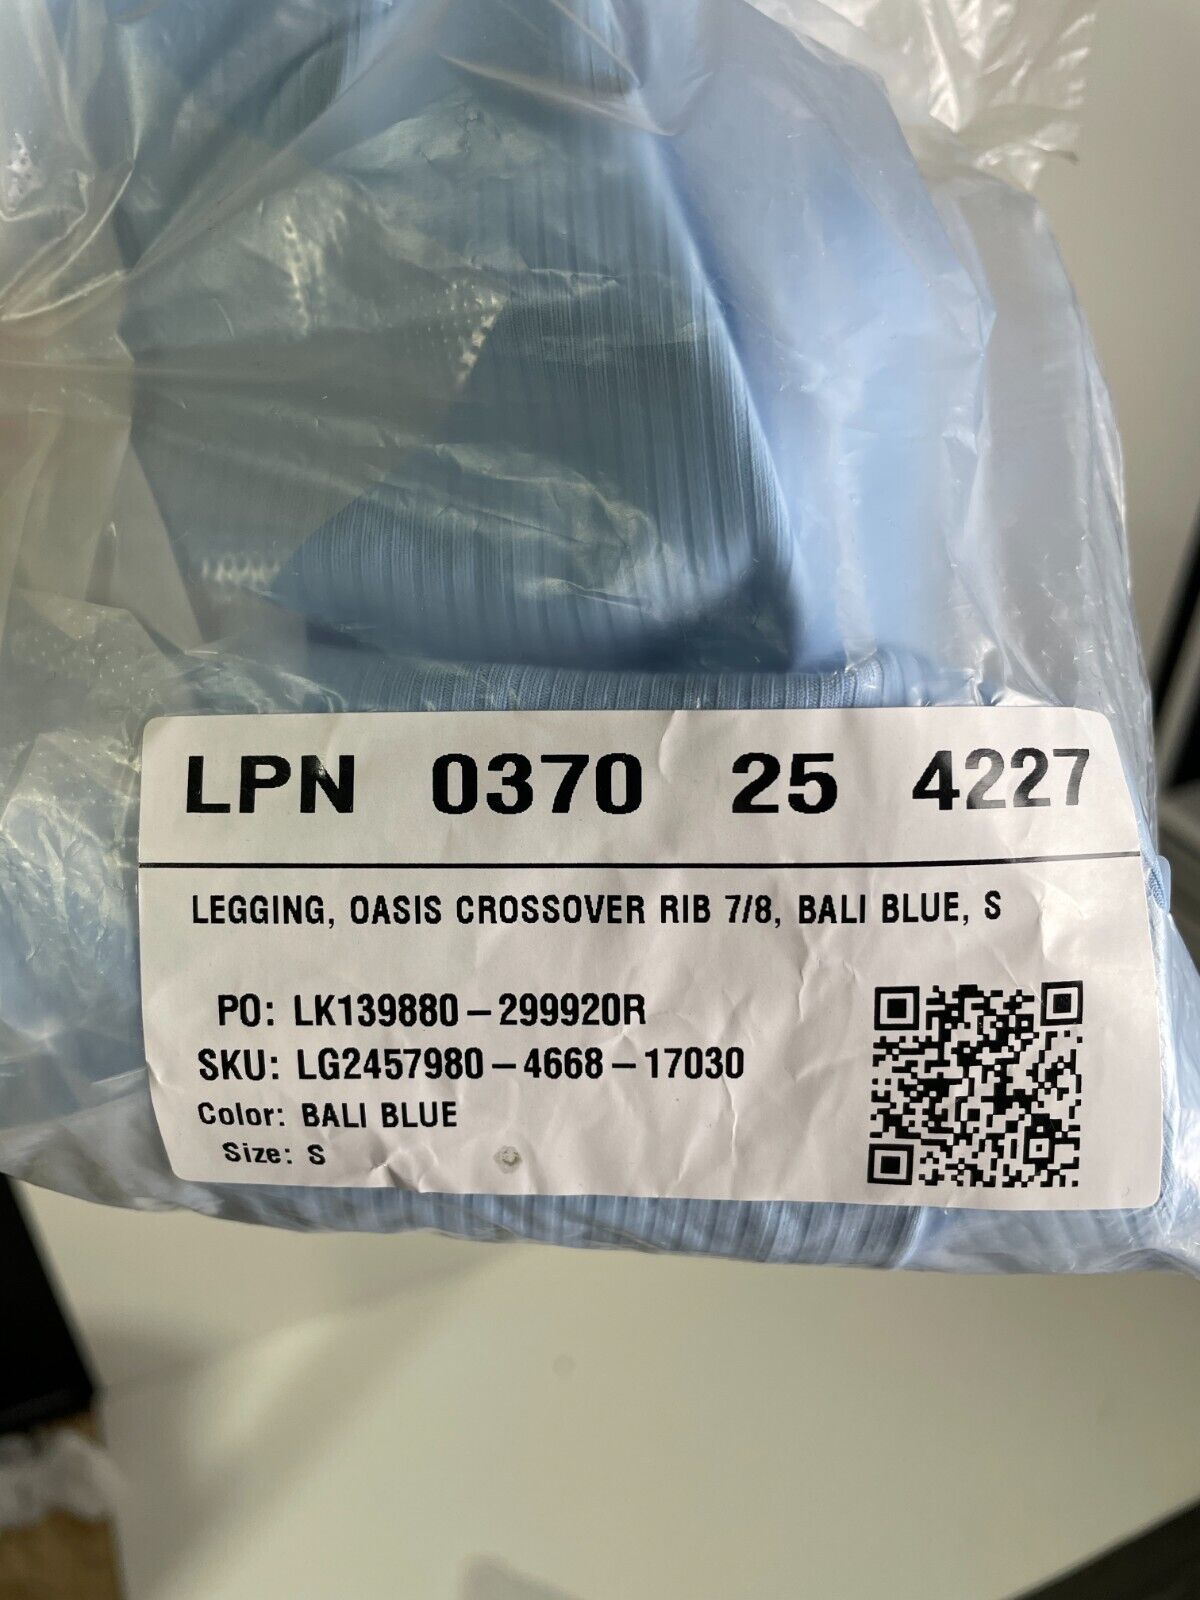 LPN 0370 25 4227
LEGGING, OASIS CROSSOVER RIB 7/8, BALI BLUE, S
PO: LK139880-299920R
SKU: LG2457980-4668-17030
Color: BALI BLUE
Size: S